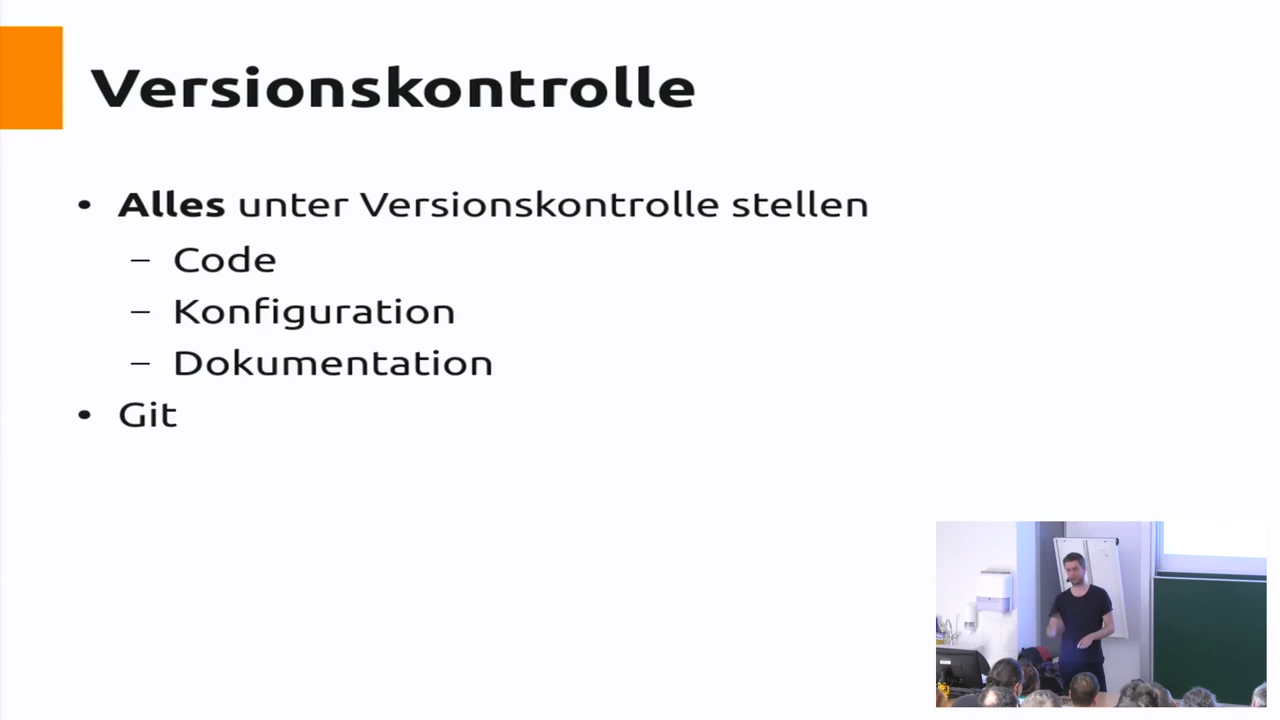 Versionskontrolle
• Alles unter Versionskontrolle stellen
– Code
– Konfiguration
– Dokumentation
• Git